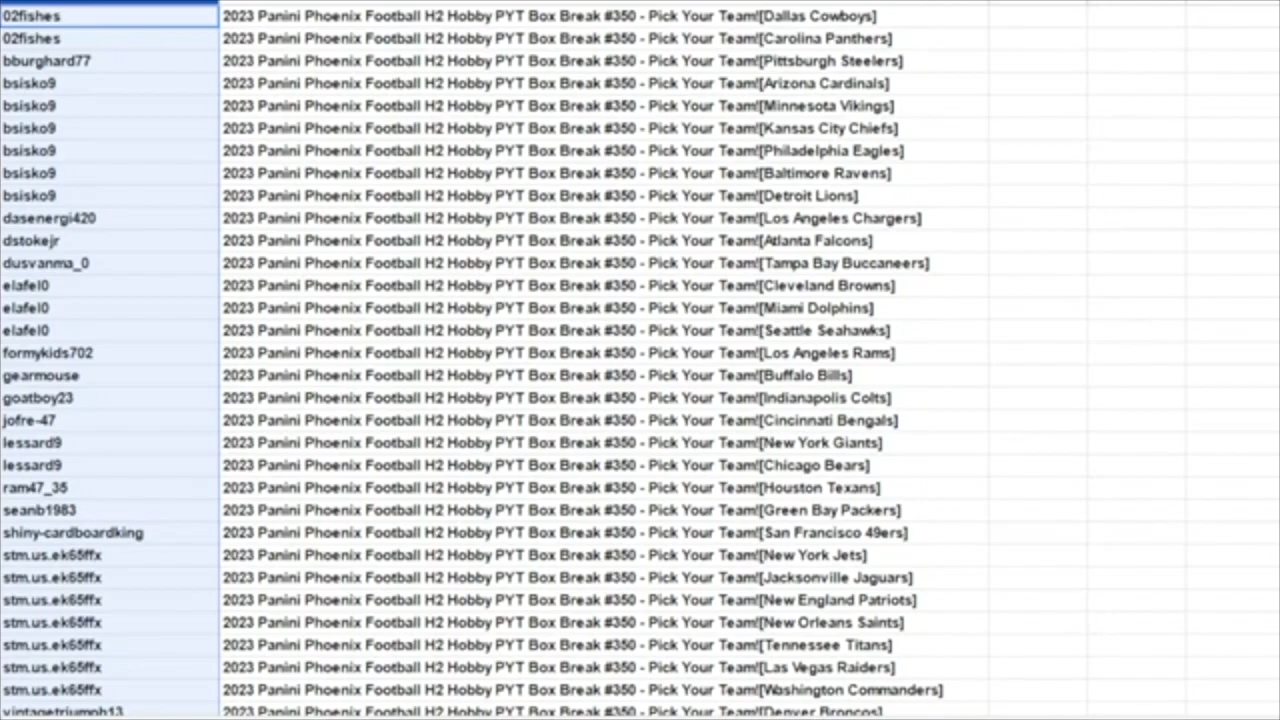 02fishes 2023 Panini Phoenix Football H2 Hobby PYT Box Break #350 - Pick Your Team![Dallas Cowboys]
02fishes 2023 Panini Phoenix Football H2 Hobby PYT Box Break #350 - Pick Your Team![Carolina Panthers]
bburghard77 2023 Panini Phoenix Football H2 Hobby PYT Box Break #350 - Pick Your Team![Pittsburgh Steelers]
bsisko9 2023 Panini Phoenix Football H2 Hobby PYT Box Break #350 - Pick Your Team![Arizona Cardinals]
bsisko9 2023 Panini Phoenix Football H2 Hobby PYT Box Break #350 - Pick Your Team![Minnesota Vikings]
bsisko9 2023 Panini Phoenix Football H2 Hobby PYT Box Break #350 - Pick Your Team![Kansas City Chiefs]
bsisko9 2023 Panini Phoenix Football H2 Hobby PYT Box Break #350 - Pick Your Team![Philadelphia Eagles]
bsisko9 2023 Panini Phoenix Football H2 Hobby PYT Box Break #350 - Pick Your Team![Baltimore Ravens]
bsisko9 2023 Panini Phoenix Football H2 Hobby PYT Box Break #350 - Pick Your Team![Detroit Lions]
dasenergi420 2023 Panini Phoenix Football H2 Hobby PYT Box Break #350 - Pick Your Team![Los Angeles Chargers]
dstokejr 2023 Panini Phoenix Football H2 Hobby PYT Box Break #350 - Pick Your Team![Atlanta Falcons]
dusvanma_0 2023 Panini Phoenix Football H2 Hobby PYT Box Break #350 - Pick Your Team![Tampa Bay Buccaneers]
elafel0 2023 Panini Phoenix Football H2 Hobby PYT Box Break #350 - Pick Your Team![Cleveland Browns]
elafel0 2023 Panini Phoenix Football H2 Hobby PYT Box Break #350 - Pick Your Team![Miami Dolphins]
elafel0 2023 Panini Phoenix Football H2 Hobby PYT Box Break #350 - Pick Your Team![Seattle Seahawks]
formykids702 2023 Panini Phoenix Football H2 Hobby PYT Box Break #350 - Pick Your Team![Los Angeles Rams]
gearmouse 2023 Panini Phoenix Football H2 Hobby PYT Box Break #350 - Pick Your Team![Buffalo Bills]
goatboy23 2023 Panini Phoenix Football H2 Hobby PYT Box Break #350 - Pick Your Team![Indianapolis Colts]
jofre-47 2023 Panini Phoenix Football H2 Hobby PYT Box Break #350 - Pick Your Team![Cincinnati Bengals]
lessard9 2023 Panini Phoenix Football H2 Hobby PYT Box Break #350 - Pick Your Team![New York Giants]
lessard9 2023 Panini Phoenix Football H2 Hobby PYT Box Break #350 - Pick Your Team![Chicago Bears]
ram47_35 2023 Panini Phoenix Football H2 Hobby PYT Box Break #350 - Pick Your Team![Houston Texans]
seanb1983 2023 Panini Phoenix Football H2 Hobby PYT Box Break #350 - Pick Your Team![Green Bay Packers]
shiny-cardboardking 2023 Panini Phoenix Football H2 Hobby PYT Box Break #350 - Pick Your Team![San Francisco 49ers]
stm.us.ek65ffx 2023 Panini Phoenix Football H2 Hobby PYT Box Break #350 - Pick Your Team![New York Jets]
stm.us.ek65ffx 2023 Panini Phoenix Football H2 Hobby PYT Box Break #350 - Pick Your Team![Jacksonville Jaguars]
stm.us.ek65ffx 2023 Panini Phoenix Football H2 Hobby PYT Box Break #350 - Pick Your Team![New England Patriots]
stm.us.ek65ffx 2023 Panini Phoenix Football H2 Hobby PYT Box Break #350 - Pick Your Team![New Orleans Saints]
stm.us.ek65ffx 2023 Panini Phoenix Football H2 Hobby PYT Box Break #350 - Pick Your Team![Tennessee Titans]
stm.us.ek65ffx 2023 Panini Phoenix Football H2 Hobby PYT Box Break #350 - Pick Your Team![Las Vegas Raiders]
stm.us.ek65ffx 2023 Panini Phoenix Football H2 Hobby PYT Box Break #350 - Pick Your Team![Washington Commanders]
vintagetriumph13 2023 Panini Phoenix Football H2 Hobby PYT Box Break #350 - Pick Your Team![Denver Broncos]